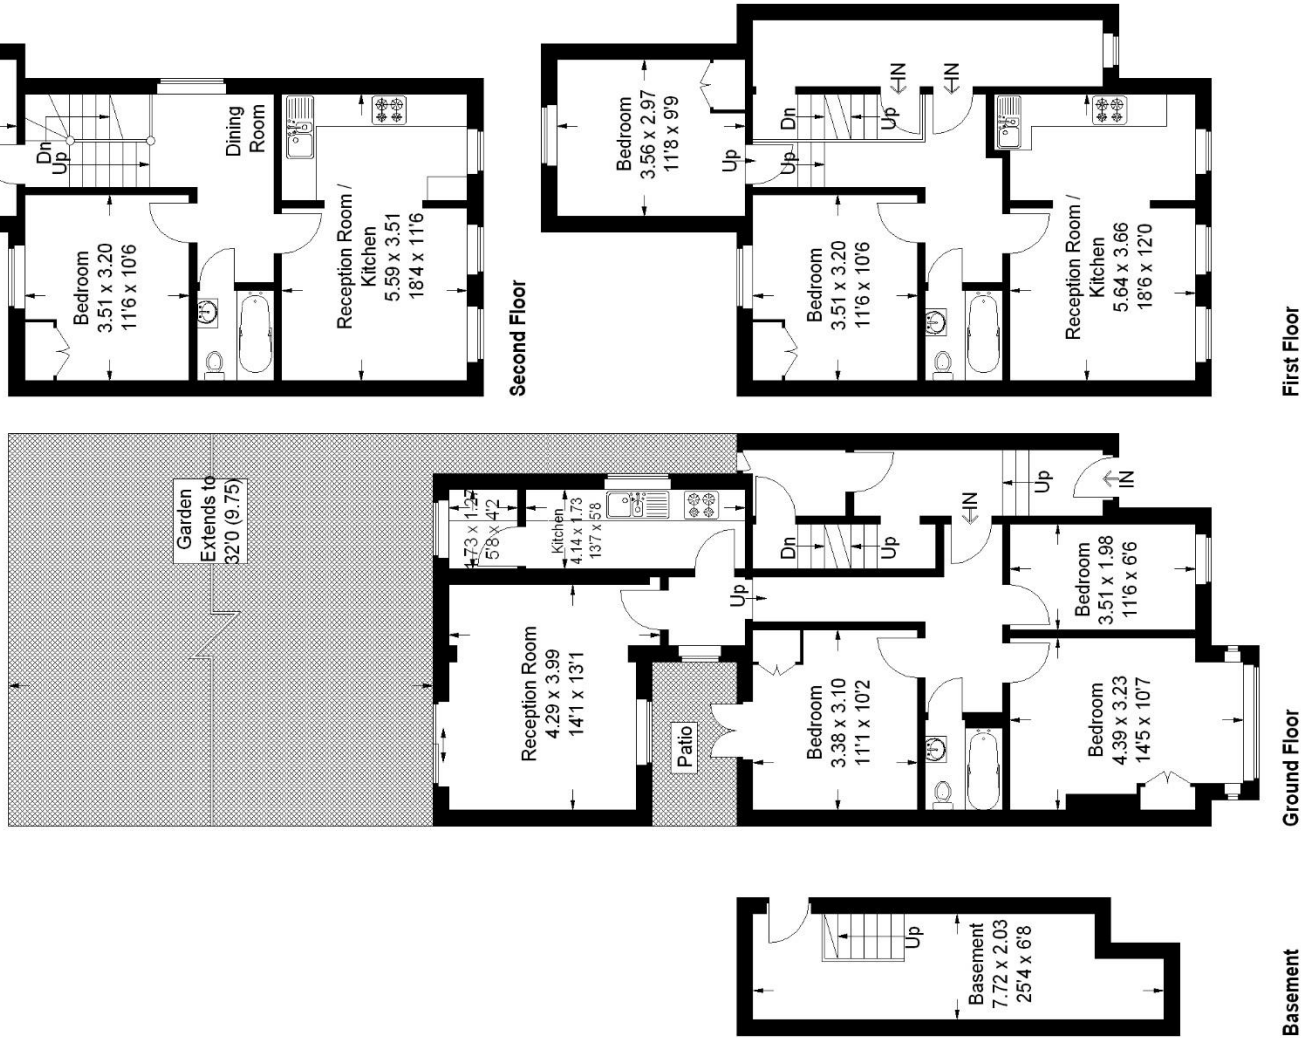 Dn
Up
Dining
Room
Bedroom
3.51 x 3.20
11'6 x 10'6
Reception Room /
Kitchen
5.59 x 3.51
18'4 x 11'6
Second Floor
Bedroom
3.56 x 2.97
11'8 x 9'9
Up
Up
Dn
Up
IN
IN
Bedroom
3.51 x 3.20
11'6 x 10'6
Reception Room /
Kitchen
5.64 x 3.66
18'6 x 12'0
First Floor
Garden
Extends to
32'0 (9.75)
1.73 x 1.27
5'8 x 4'2
Kitchen
4.14 x 1.73
13'7 x 5'8
Dn
Up
IN
Up
IN
Up
Reception Room
4.29 x 3.99
14'1 x 13'1
Patio
Bedroom
3.38 x 3.10
11'1 x 10'2
Bedroom
3.51 x 1.98
11'6 x 6'6
Bedroom
4.39 x 3.23
14'5 x 10'7
Ground Floor
Up
Basement
7.72 x 2.03
25'4 x 6'8
Basement